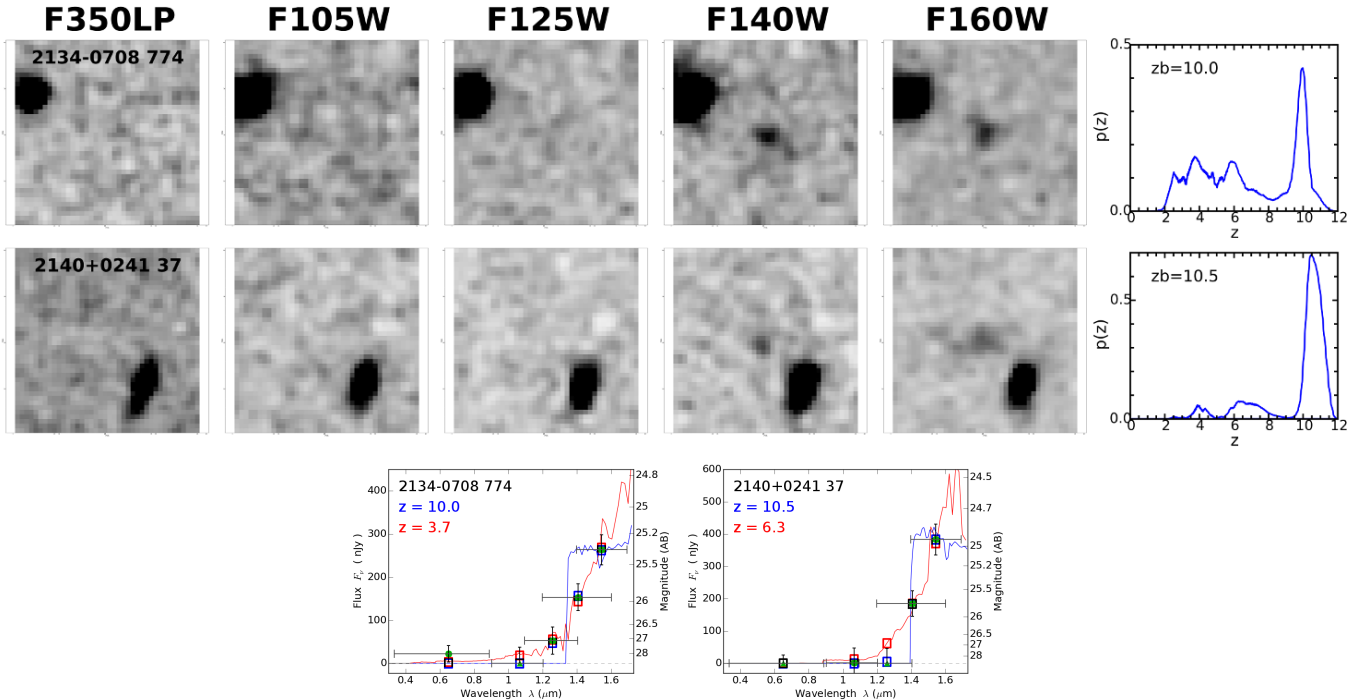 F350LP F105W F125W F140W F160W
2134-0708 774
zb=10.0
0.5
p(z)
0.0
0 2 4 6 8 10 12
z
2140+0241 37
zb=10.5
0.5
p(z)
0.0
0 2 4 6 8 10 12
z
2134-0708 774
z = 10.0
z = 3.7
400
300
200
100
0
Flux Fν ( nJy )
24.8
25
25.2
25.5
26
26.5
27
28
Magnitude (AB)
0.4 0.6 0.8 1.0 1.2 1.4 1.6
Wavelength λ (μm)
2140+0241 37
z = 10.5
z = 6.3
600
500
400
300
200
100
0
Flux Fν ( nJy )
24.5
24.7
25
25.2
25.5
26
26.5
27
28
Magnitude (AB)
0.4 0.6 0.8 1.0 1.2 1.4 1.6
Wavelength λ (μm)